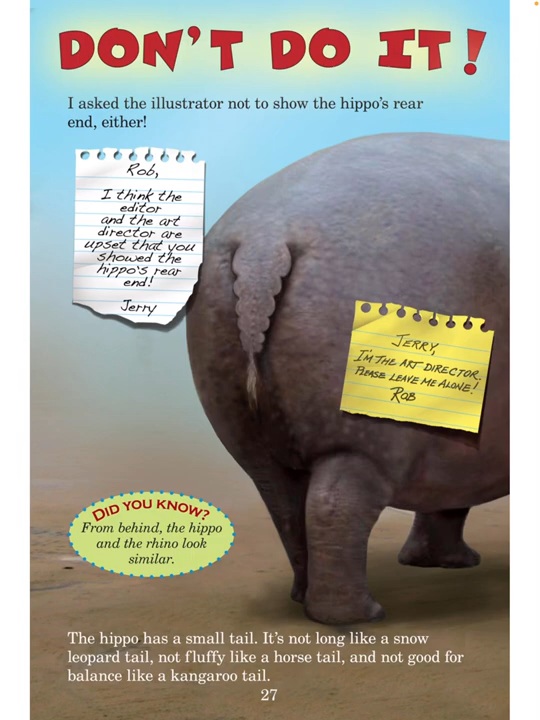 DON'T DO IT!
I asked the illustrator not to show the hippo's rear
end, either!
Rob,
I think the
editor
and the art
director are
upset that you
showed the
hippo's rear
end!
Jerry
JERRY,
I'M THE ART DIRECTOR.
PLEASE LEAVE ME ALONE!
ROB
DID YOU KNOW?
From behind, the hippo
and the rhino look
similar.
The hippo has a small tail. It's not long like a snow
leopard tail, not fluffy like a horse tail, and not good for
balance like a kangaroo tail.
27